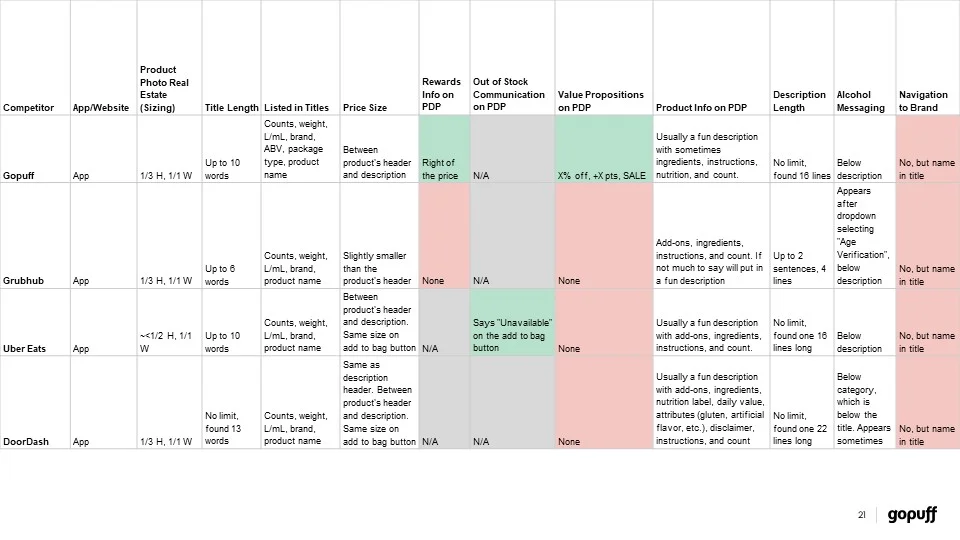 Competitor
App/Website
Product
Photo Real
Estate
(Sizing)
Title Length
Listed in Titles
Price Size
Rewards
Info on
PDP
Out of Stock
Communication
on PDP
Value Propositions
on PDP
Product Info on PDP
Description
Length
Alcohol
Messaging
Navigation
to Brand
Gopuff
App
1/3 H, 1/1 W
Up to 10
words
Counts, weight,
L/mL, brand,
ABV, package
type, product
name
Between
product's header
and description
Right of
the price
N/A
X% off, +X pts, SALE
Usually a fun description
with sometimes
ingredients, instructions,
nutrition, and count.
No limit,
found 16 lines
Below
description
No, but name
in title
Grubhub
App
1/3 H, 1/1 W
Up to 6
words
Counts, weight,
L/mL, brand,
product name
Slightly smaller
than the
product's header
None
N/A
None
Add-ons, ingredients,
instructions, and count. If
not much to say will put in
a fun description
Up to 2
sentences, 4
lines
Appears
after
dropdown
selecting
"Age
Verification",
below
description
No, but name
in title
Uber Eats
App
~<1/2 H, 1/1
W
Up to 10
words
Counts, weight,
L/mL, brand,
product name
Between
product's header
and description.
Same size on
add to bag button
N/A
Says "Unavailable"
on the add to bag
button
None
Usually a fun description
with add-ons, ingredients,
instructions, and count.
No limit,
found one 16
lines long
Below
description
No, but name
in title
DoorDash
App
1/3 H, 1/1 W
No limit,
found 13
words
Counts, weight,
L/mL, brand,
product name
Same as
description
header. Between
product's header
and description.
Same size on
add to bag button
N/A
N/A
None
Usually a fun description
with add-ons, ingredients,
nutrition label, daily value,
attributes (gluten, artificial
flavor, etc.), disclaimer,
instructions, and count
No limit,
found one 22
lines long
Below
category,
which is
below the
title. Appears
sometimes
No, but name
in title
21
gopuff